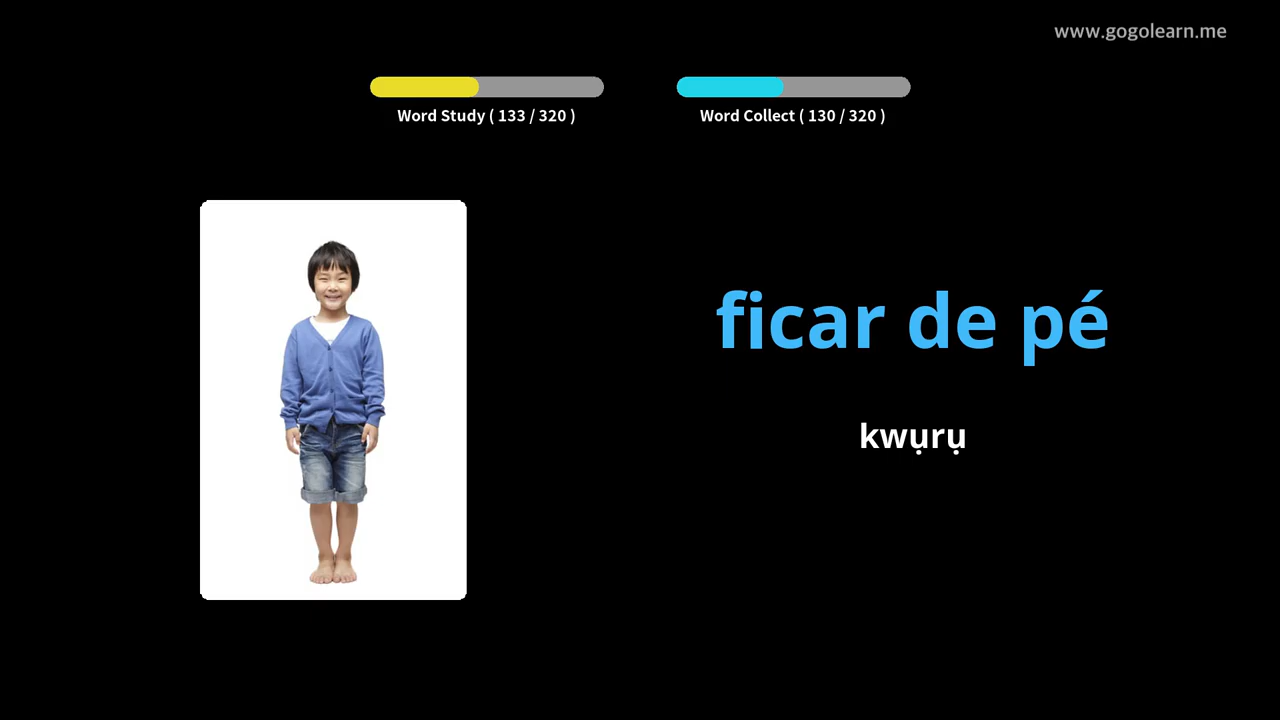 www.gogolearn.me
Word Study ( 133 / 320 )
Word Collect ( 130 / 320 )
ficar de pé
kwụrụ